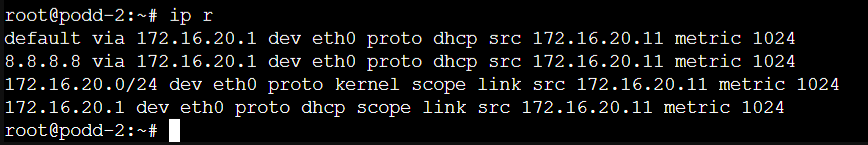 root@podd-2:~# ip r
default via 172.16.20.1 dev eth0 proto dhcp src 172.16.20.11 metric 1024
8.8.8.8 via 172.16.20.1 dev eth0 proto dhcp src 172.16.20.11 metric 1024
172.16.20.0/24 dev eth0 proto kernel scope link src 172.16.20.11 metric 1024
172.16.20.1 dev eth0 proto dhcp scope link src 172.16.20.11 metric 1024
root@podd-2:~#